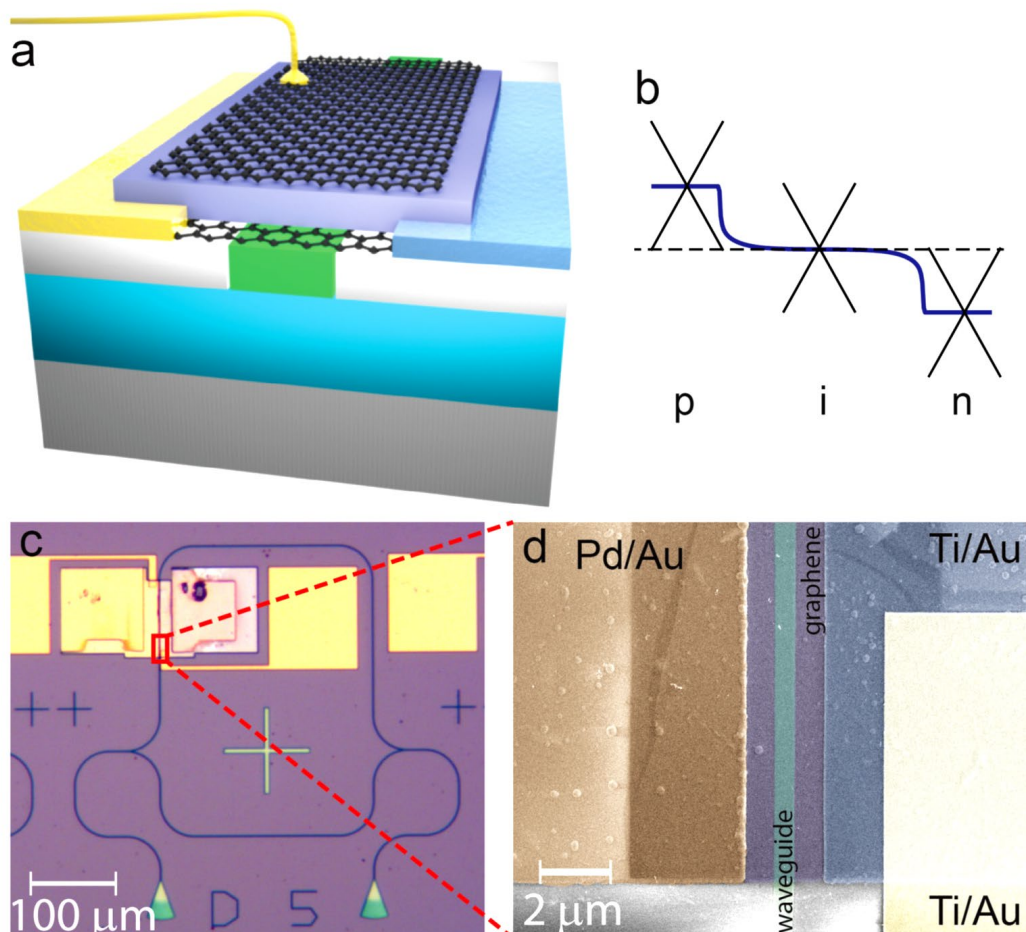 a
b
p i n
c
D 5
100 μm
d
Pd/Au
Ti/Au
graphene
waveguide
2 μm
Ti/Au